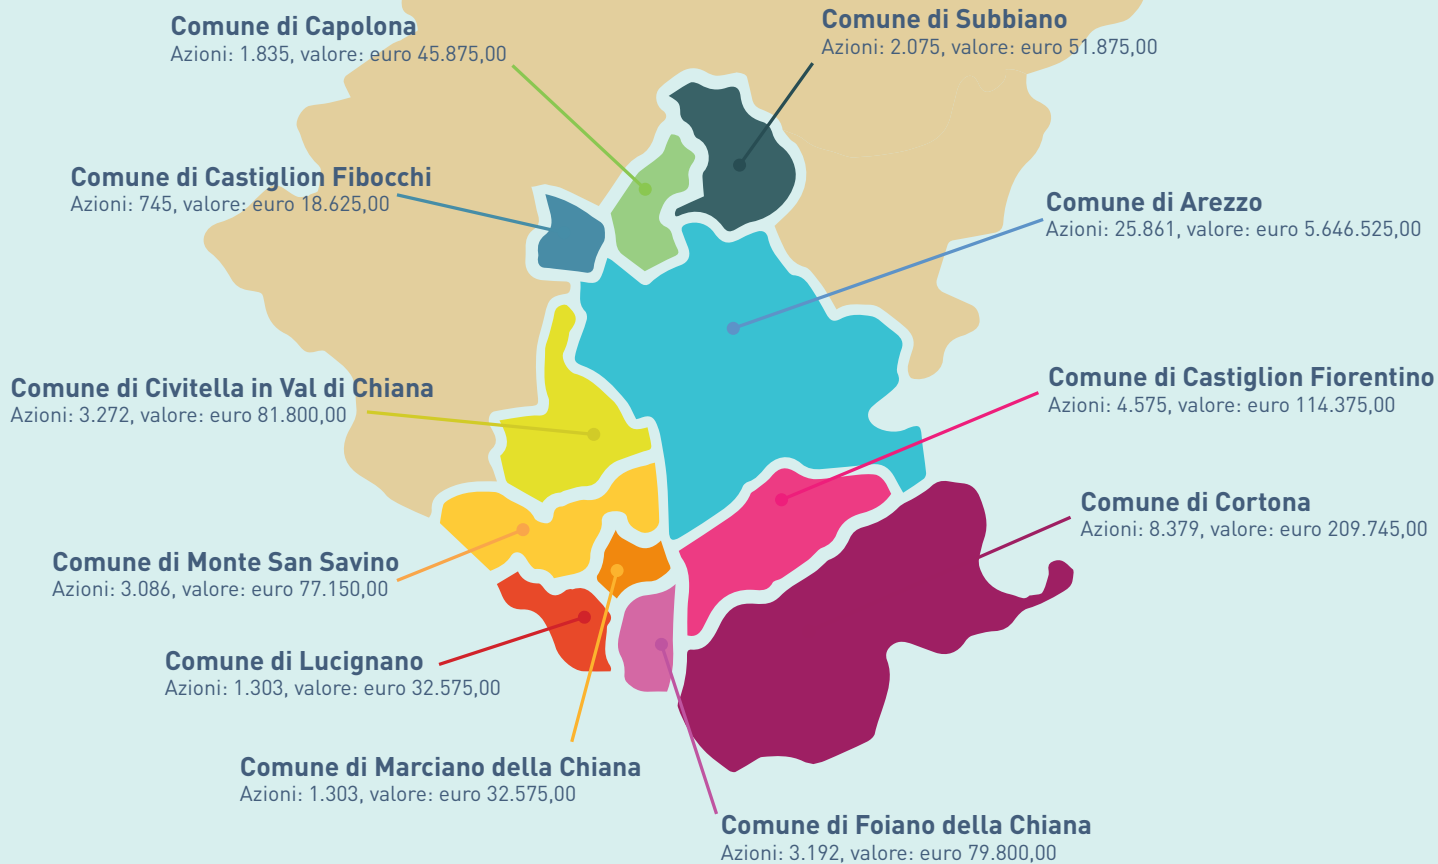 Comune di Capolona
Azioni: 1.835, valore: euro 45.875,00
Comune di Subbiano
Azioni: 2.075, valore: euro 51.875,00
Comune di Castiglion Fibocchi
Azioni: 745, valore: euro 18.625,00
Comune di Arezzo
Azioni: 25.861, valore: euro 5.646.525,00
Comune di Civitella in Val di Chiana
Azioni: 3.272, valore: euro 81.800,00
Comune di Castiglion Fiorentino
Azioni: 4.575, valore: euro 114.375,00
Comune di Cortona
Azioni: 8.379, valore: euro 209.745,00
Comune di Monte San Savino
Azioni: 3.086, valore: euro 77.150,00
Comune di Lucignano
Azioni: 1.303, valore: euro 32.575,00
Comune di Marciano della Chiana
Azioni: 1.303, valore: euro 32.575,00
Comune di Foiano della Chiana
Azioni: 3.192, valore: euro 79.800,00